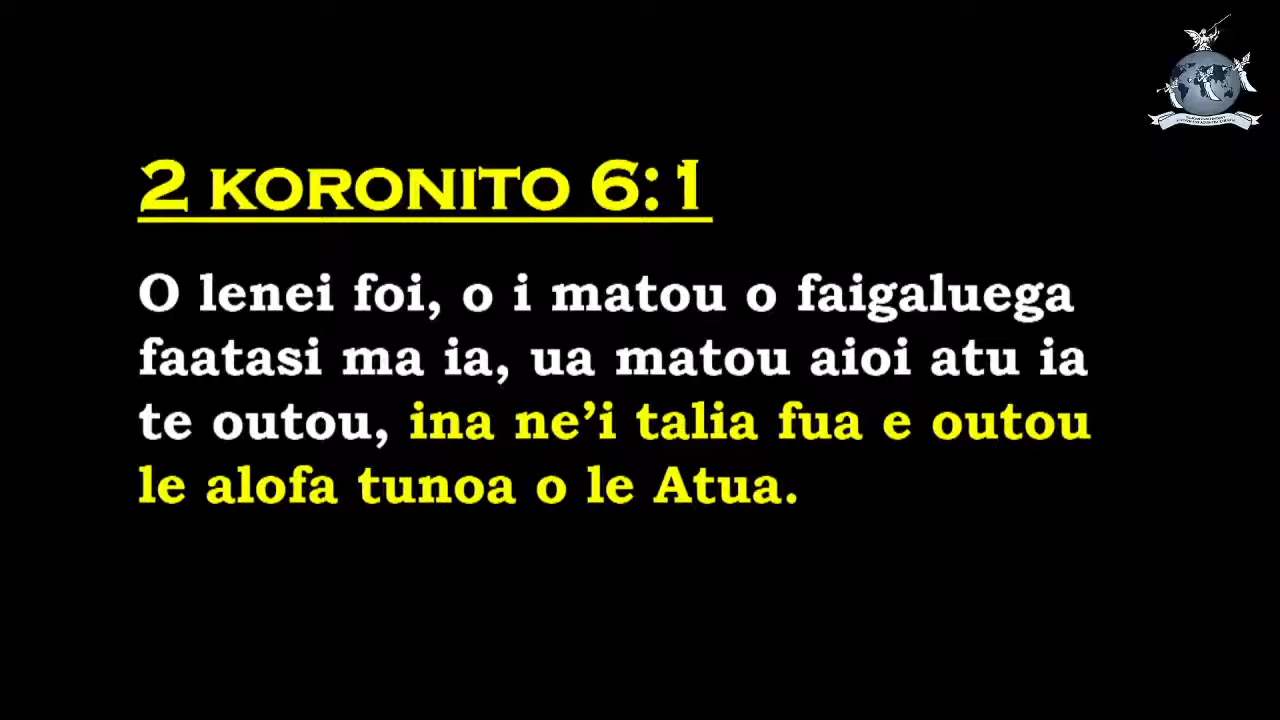 2 KORONITO 6:1
O lenei foi, o i matou o faigaluega
faatasi ma ia, ua matou aioi atu ia
te outou, ina ne’i talia fua e outou
le alofa tunoa o le Atua.